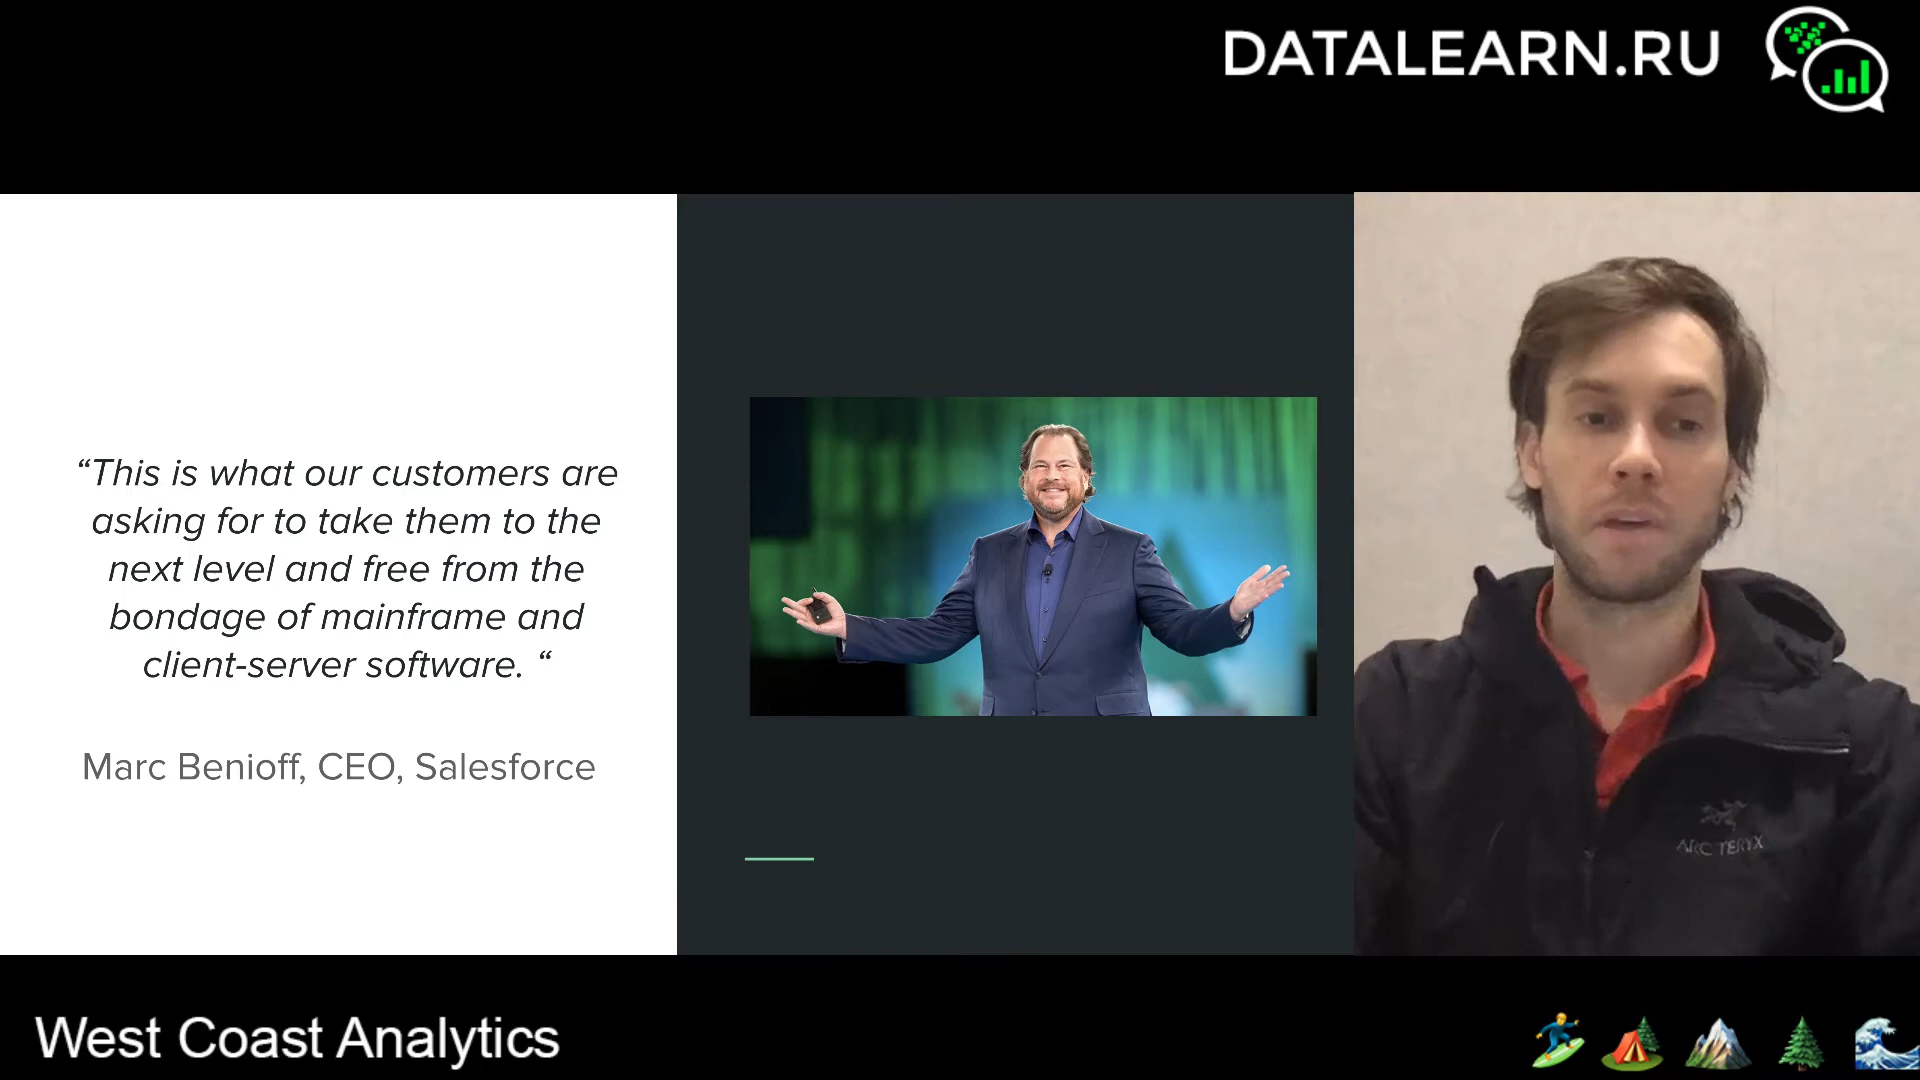 DATALEARN.RU
“This is what our customers are
asking for to take them to the
next level and free from the
bondage of mainframe and
client-server software. “
Marc Benioff, CEO, Salesforce
ARC'TERYX
West Coast Analytics